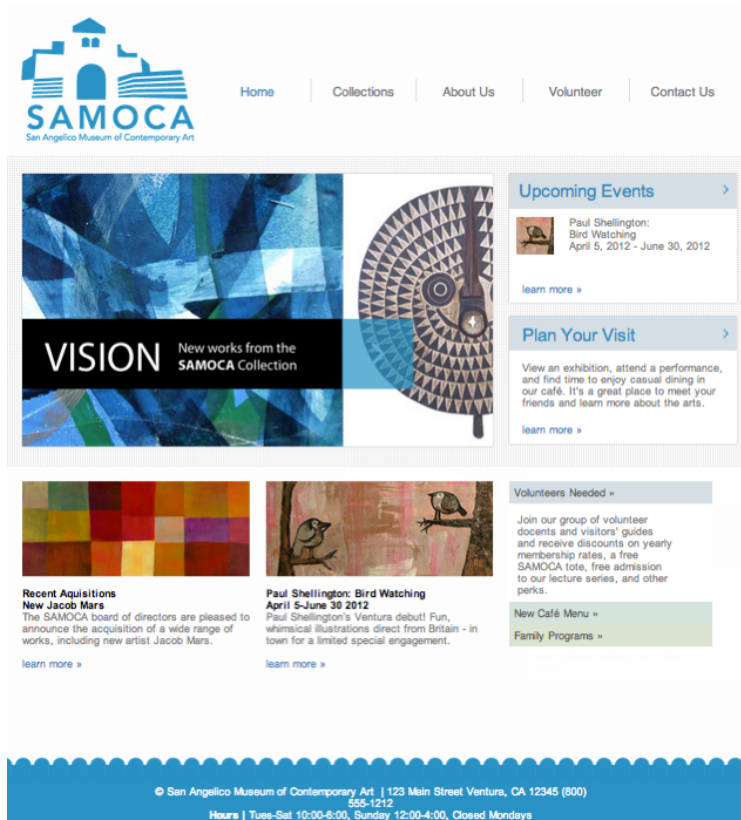 SAMOCA
San Angelico Museum of Contemporary Art
Home
Collections
About Us
Volunteer
Contact Us
VISION
New works from the
SAMOCA Collection
Upcoming Events
Paul Shellington:
Bird Watching
April 5, 2012 - June 30, 2012
learn more »
Plan Your Visit
View an exhibition, attend a performance,
and find time to enjoy casual dining in
our café. It's a great place to meet your
friends and learn more about the arts.
learn more »
Recent Aquisitions
New Jacob Mars
The SAMOCA board of directors are pleased to
announce the acquisition of a wide range of
works, including new artist Jacob Mars.
learn more »
Paul Shellington: Bird Watching
April 5-June 30 2012
Paul Shellington's Ventura debut! Fun,
whimsical illustrations direct from Britain - in
town for a limited special engagement.
learn more »
Volunteers Needed »
Join our group of volunteer
docents and visitors' guides
and receive discounts on yearly
membership rates, a free
SAMOCA tote, free admission
to our lecture series, and other
perks.
New Café Menu »
Family Programs »
© San Angelico Museum of Contemporary Art | 123 Main Street Ventura, CA 12345 (800)
555-1212
Hours | Tues-Sat 10:00-6:00, Sunday 12:00-4:00, Closed Mondays